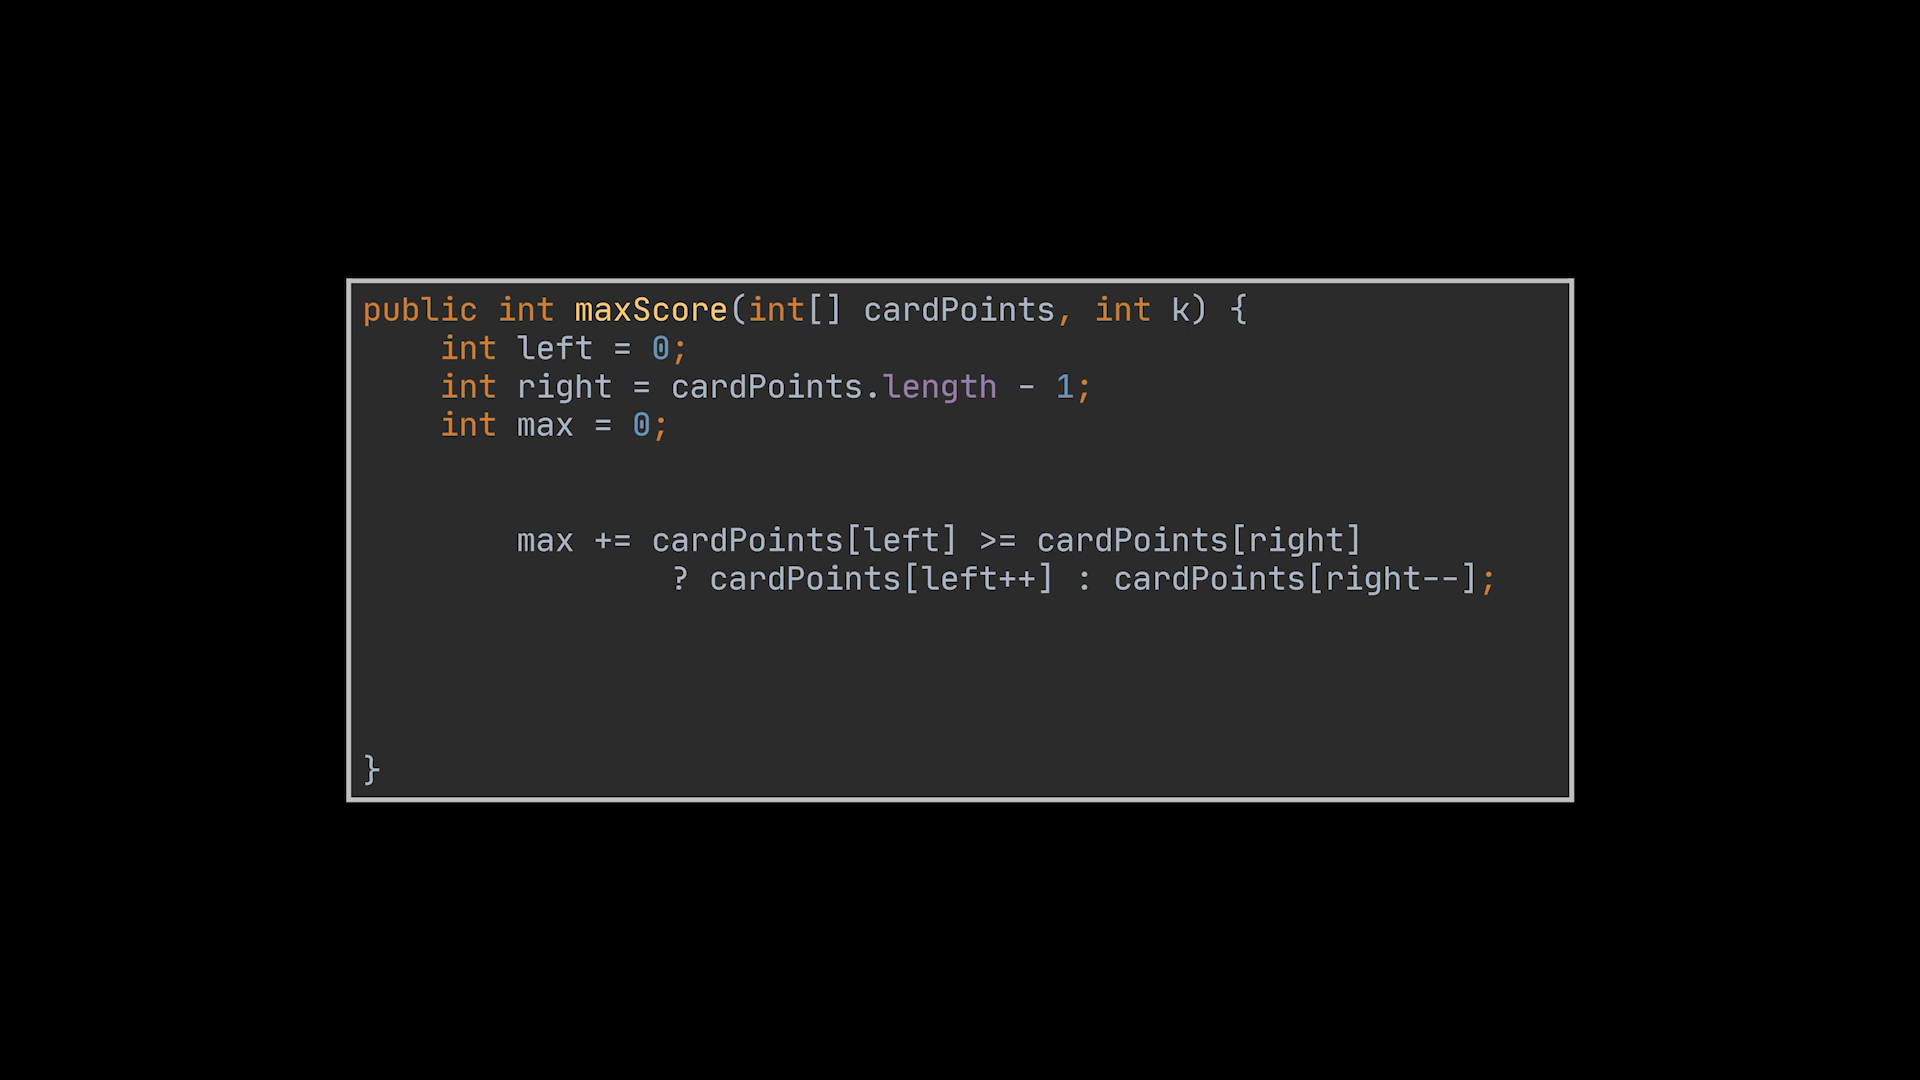 public int maxScore(int[] cardPoints, int k) {
    int left = 0;
    int right = cardPoints.length - 1;
    int max = 0;
        max += cardPoints[left] >= cardPoints[right]
                ? cardPoints[left++] : cardPoints[right--];
}